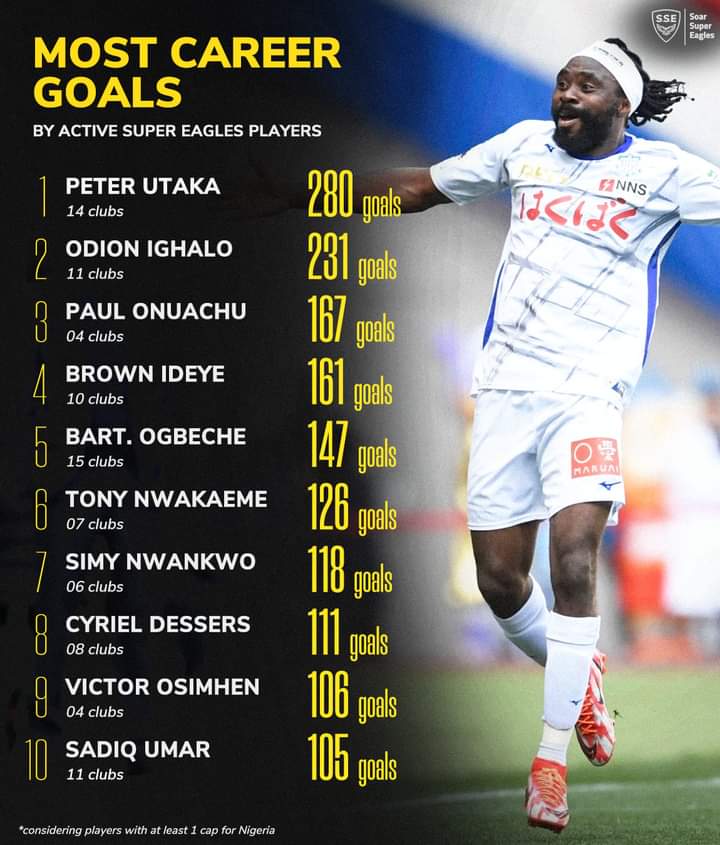 SSE
Soar
Super
Eagles
MOST CAREER
GOALS
BY ACTIVE SUPER EAGLES PLAYERS
1 PETER UTAKA 280 goals
14 clubs
2 ODION IGHALO 231 goals
11 clubs
3 PAUL ONUACHU 167 goals
04 clubs
4 BROWN IDEYE 161 goals
10 clubs
5 BART. OGBECHE 147 goals
15 clubs
6 TONY NWAKAEME 126 goals
07 clubs
7 SIMY NWANKWO 118 goals
06 clubs
8 CYRIEL DESSERS 111 goals
08 clubs
9 VICTOR OSIMHEN 106 goals
04 clubs
10 SADIQ UMAR 105 goals
11 clubs
*considering players with at least 1 cap for Nigeria
NNS
はくばく
MARUAI